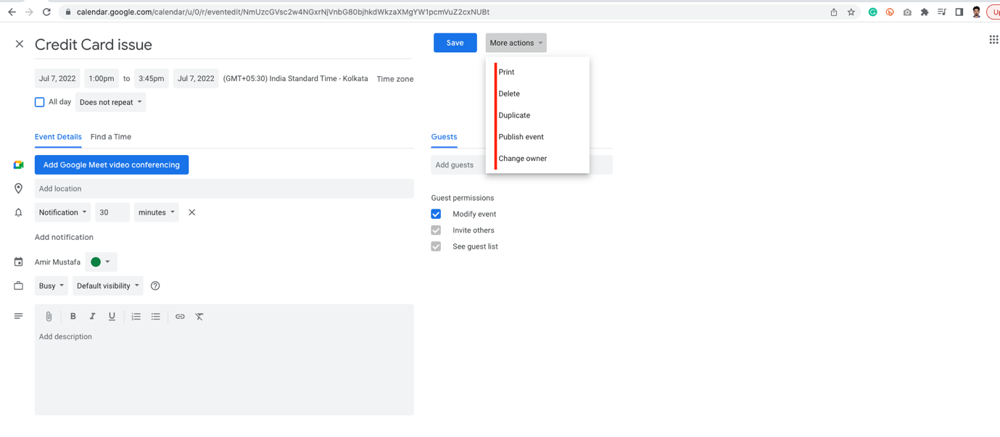 calendar.google.com/calendar/u/0/r/eventedit/NmUzcGVsc2w4NGxrNjVnbG80bjhkdWkzaXMgYW1pcmVuZ2cxNUBt
Credit Card issue
Save
More actions
Jul 7, 2022 1:00pm to 3:45pm Jul 7, 2022 (GMT+05:30) India Standard Time - Kolkata Time zone
All day Does not repeat
Print
Delete
Duplicate
Publish event
Change owner
Event Details Find a Time
Guests
Add Google Meet video conferencing
Add guests
Add location
Notification 30 minutes
Add notification
Guest permissions
Modify event
Invite others
See guest list
Amir Mustafa
Busy Default visibility
B I U
Add description